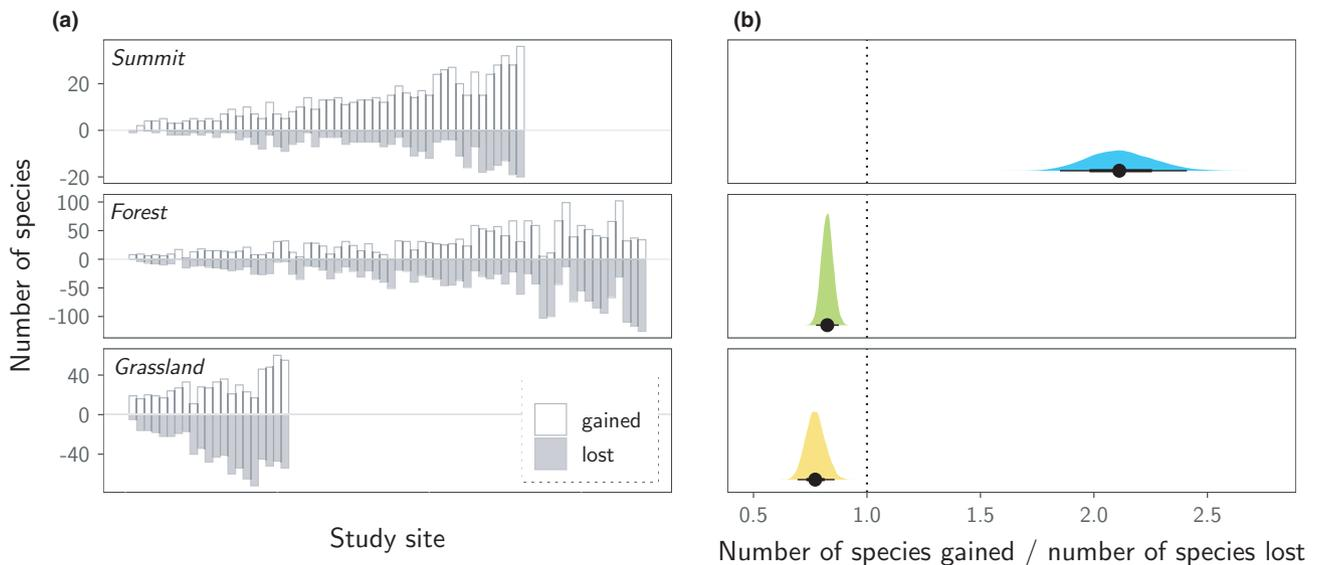 (a)
(b)
Summit
20
0
-20
Forest
100
50
0
-50
-100
Grassland
40
0
-40
Number of species
gained
lost
Study site
0.5 1.0 1.5 2.0 2.5
Number of species gained / number of species lost